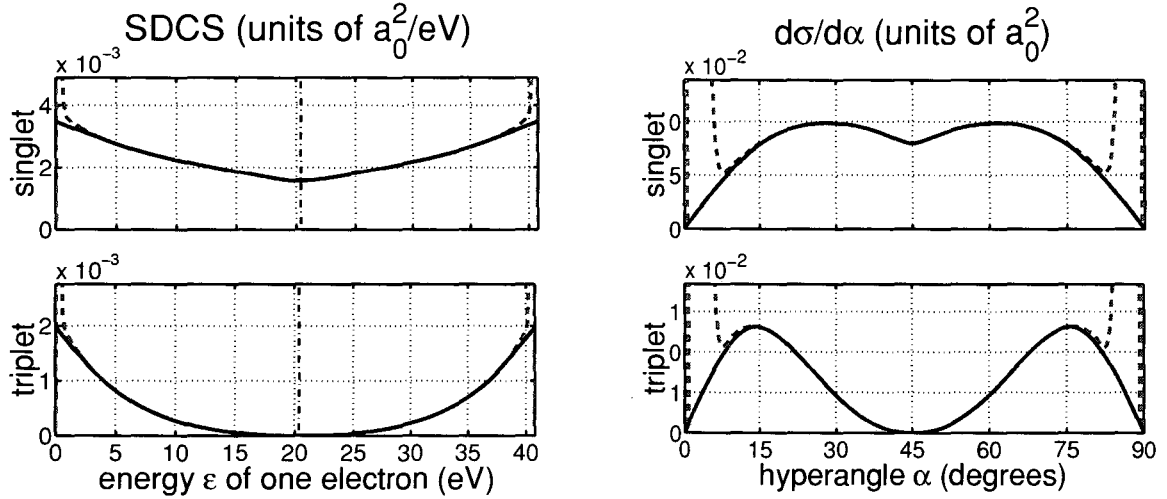 SDCS (units of a₀²/eV)
dσ/dα (units of a₀²)
x 10⁻³
4
2
0
singlet
x 10⁻²
0
5
0
singlet
x 10⁻³
2
1
0
triplet
0 5 10 15 20 25 30 35 40
energy ε of one electron (eV)
x 10⁻²
1
0
1
0
triplet
0 15 30 45 60 75 90
hyperangle α (degrees)